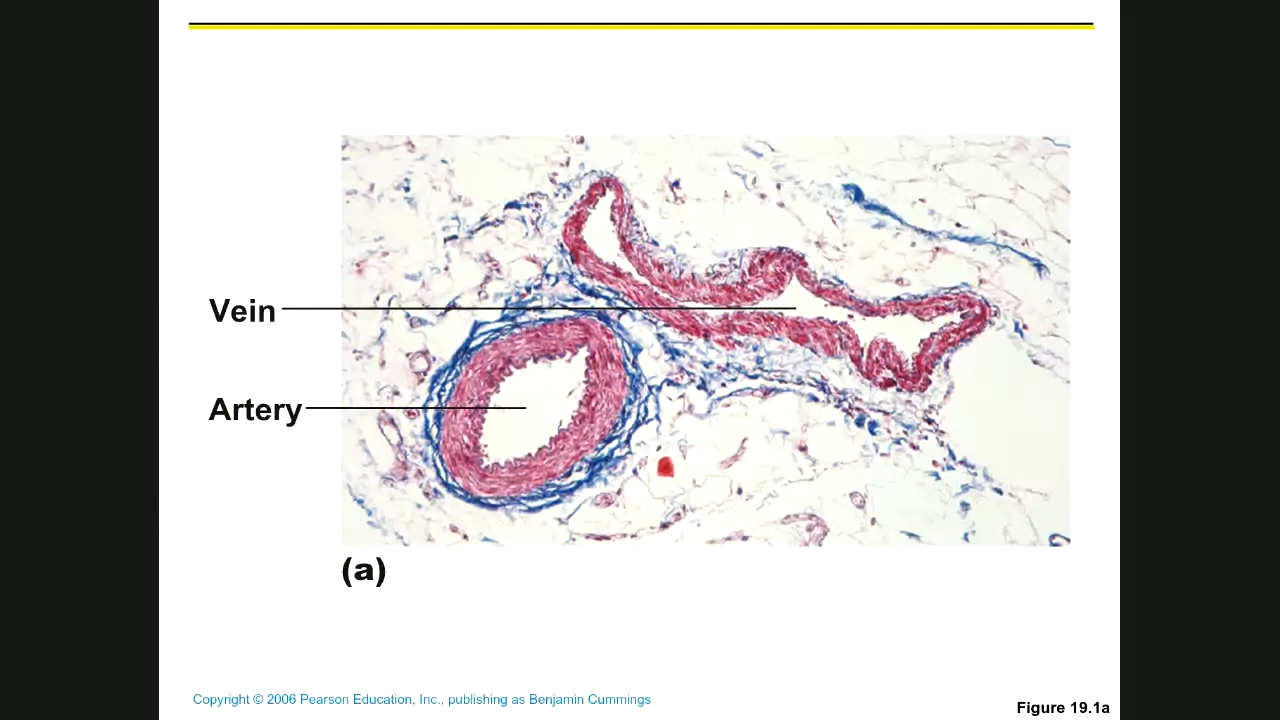 Vein
Artery
(a)
Copyright © 2006 Pearson Education, Inc., publishing as Benjamin Cummings
Figure 19.1a